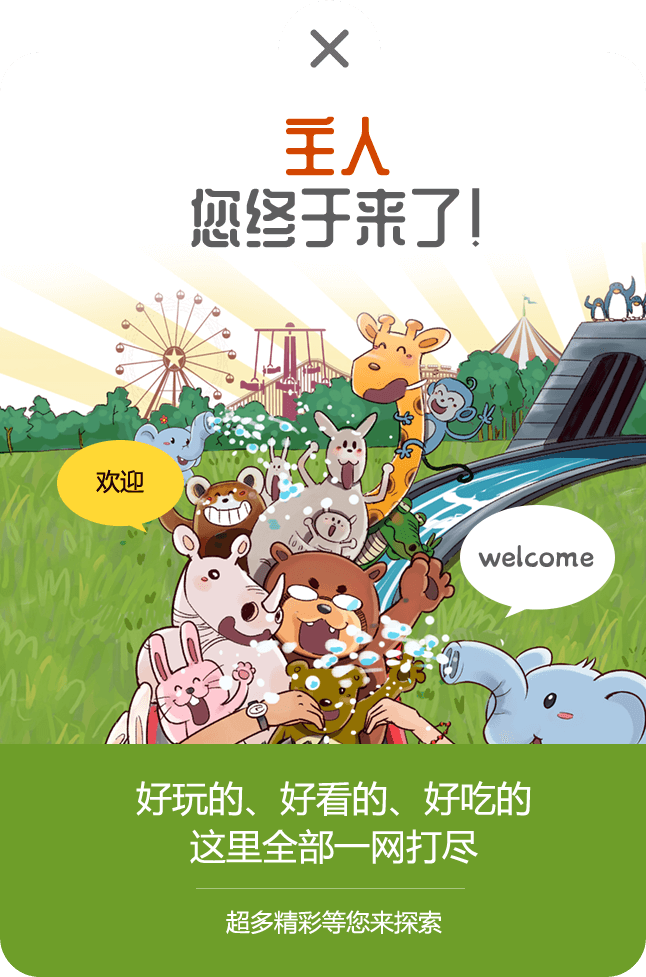 主人
您终于来了!
欢迎
welcome
好玩的、好看的、好吃的
这里全部一网打尽
超多精彩等您来探索